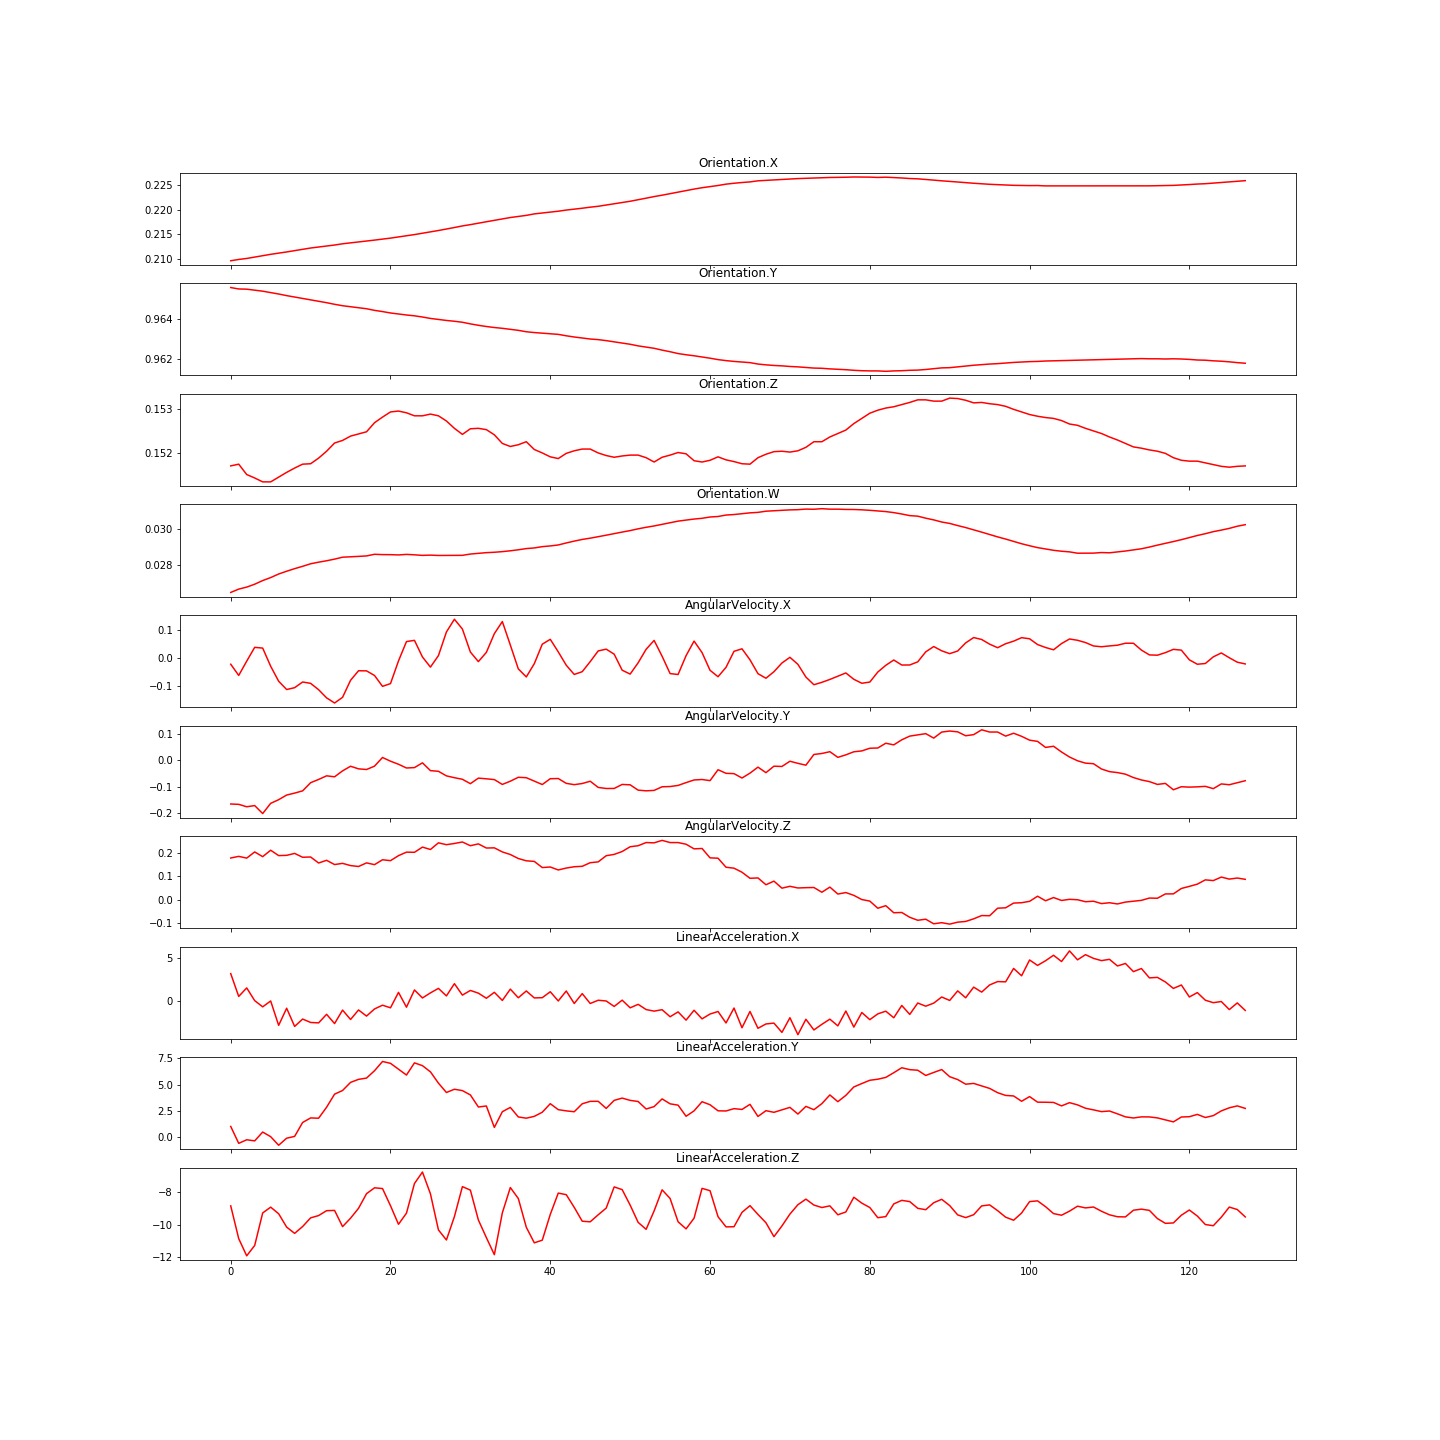 Orientation.X
0.225
0.220
0.215
0.210
Orientation.Y
0.964
0.962
Orientation.Z
0.153
0.152
Orientation.W
0.030
0.028
AngularVelocity.X
0.1
0.0
−0.1
AngularVelocity.Y
0.1
0.0
−0.1
−0.2
AngularVelocity.Z
0.2
0.1
0.0
−0.1
LinearAcceleration.X
5
0
LinearAcceleration.Y
7.5
5.0
2.5
0.0
LinearAcceleration.Z
−8
−10
−12
0 20 40 60 80 100 120